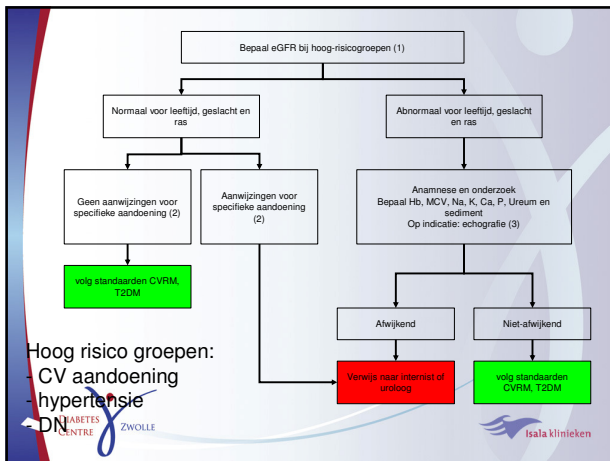 Bepaal eGFR bij hoog-risicogroepen (1)
Normaal voor leeftijd, geslacht en
ras
Abnormaal voor leeftijd, geslacht
en ras
Geen aanwijzingen voor
specifieke aandoening (2)
Aanwijzingen voor
specifieke aandoening
(2)
Anamnese en onderzoek
Bepaal Hb, MCV, Na, K, Ca, P, Ureum en
sediment
Op indicatie: echografie (3)
volg standaarden CVRM,
T2DM
Afwijkend
Niet-afwijkend
Verwijs naar internist of
uroloog
volg standaarden
CVRM, T2DM
Hoog risico groepen:
- CV aandoening
- hypertensie
- DN
DIABETES
CENTRE
ZWOLLE
Isala klinieken